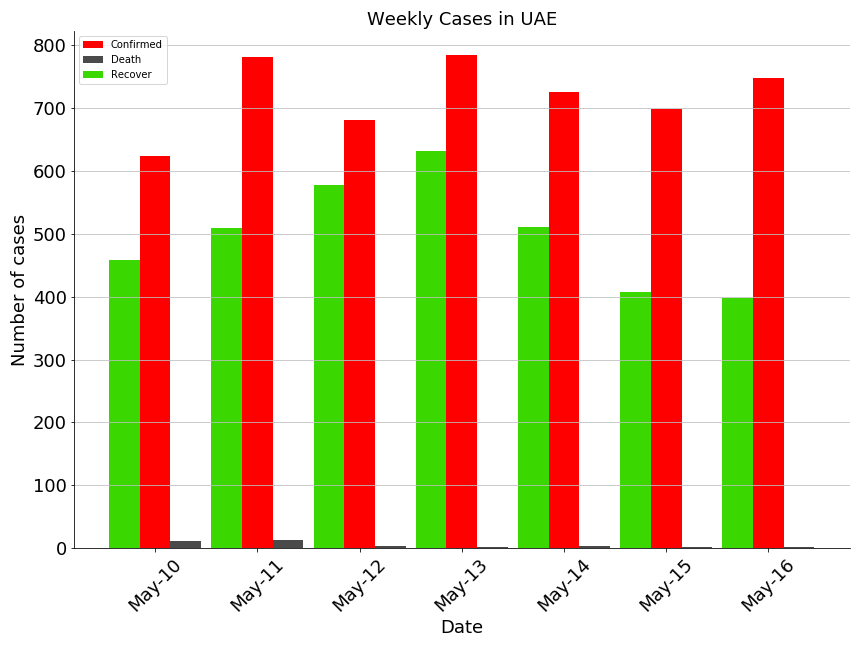 Weekly Cases in UAE
Confirmed
Death
Recover
800
700
600
500
400
300
200
100
0
Number of cases
May-10
May-11
May-12
May-13
May-14
May-15
May-16
Date